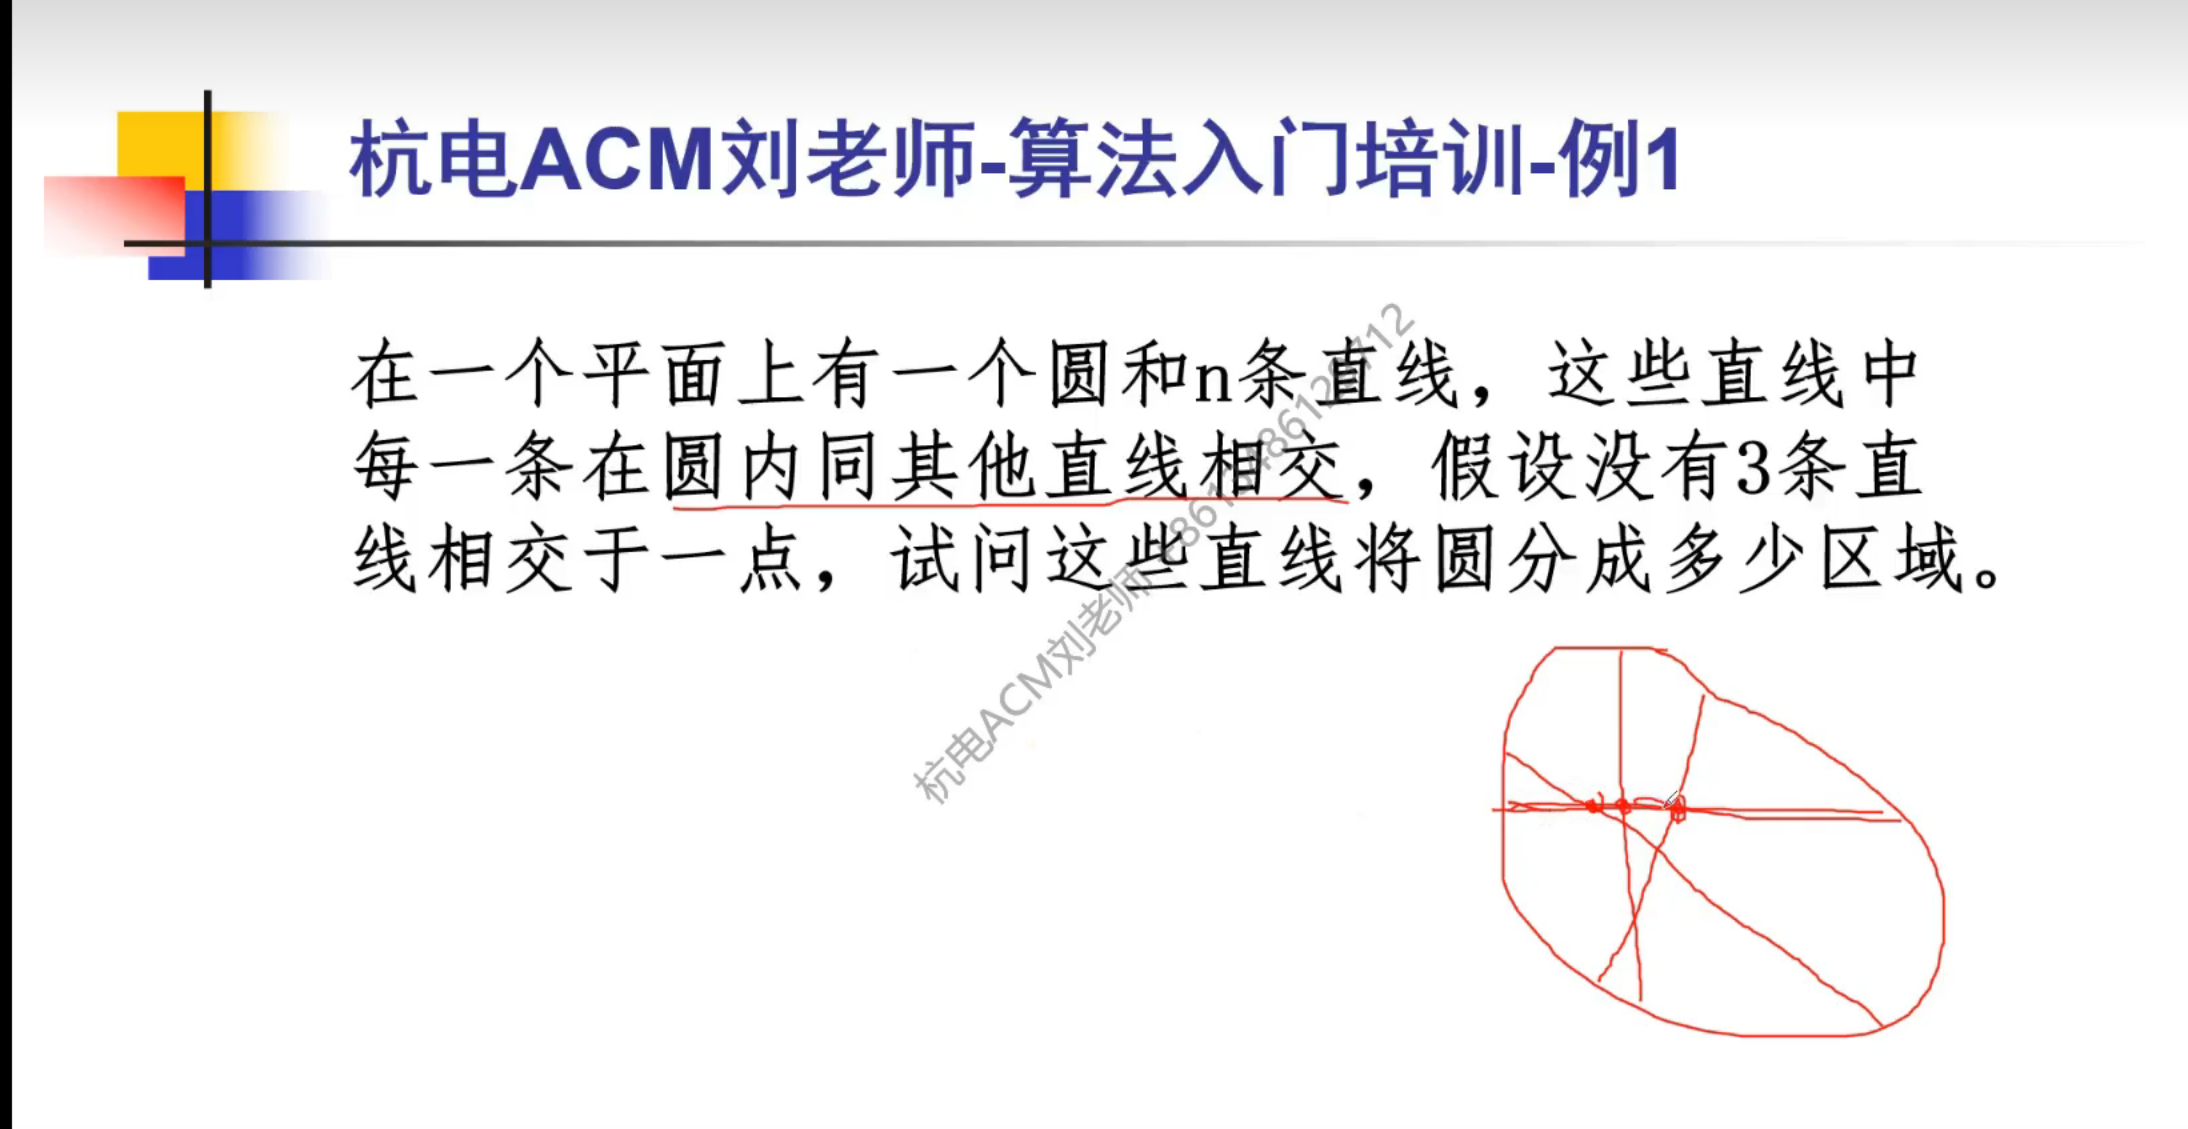 杭电ACM刘老师-算法入门培训-例1
在一个平面上有一个圆和n条直线，这些直线中
每一条在圆内同其他直线相交，假设没有3条直
线相交于一点，试问这些直线将圆分成多少区域。
杭电ACM刘老师